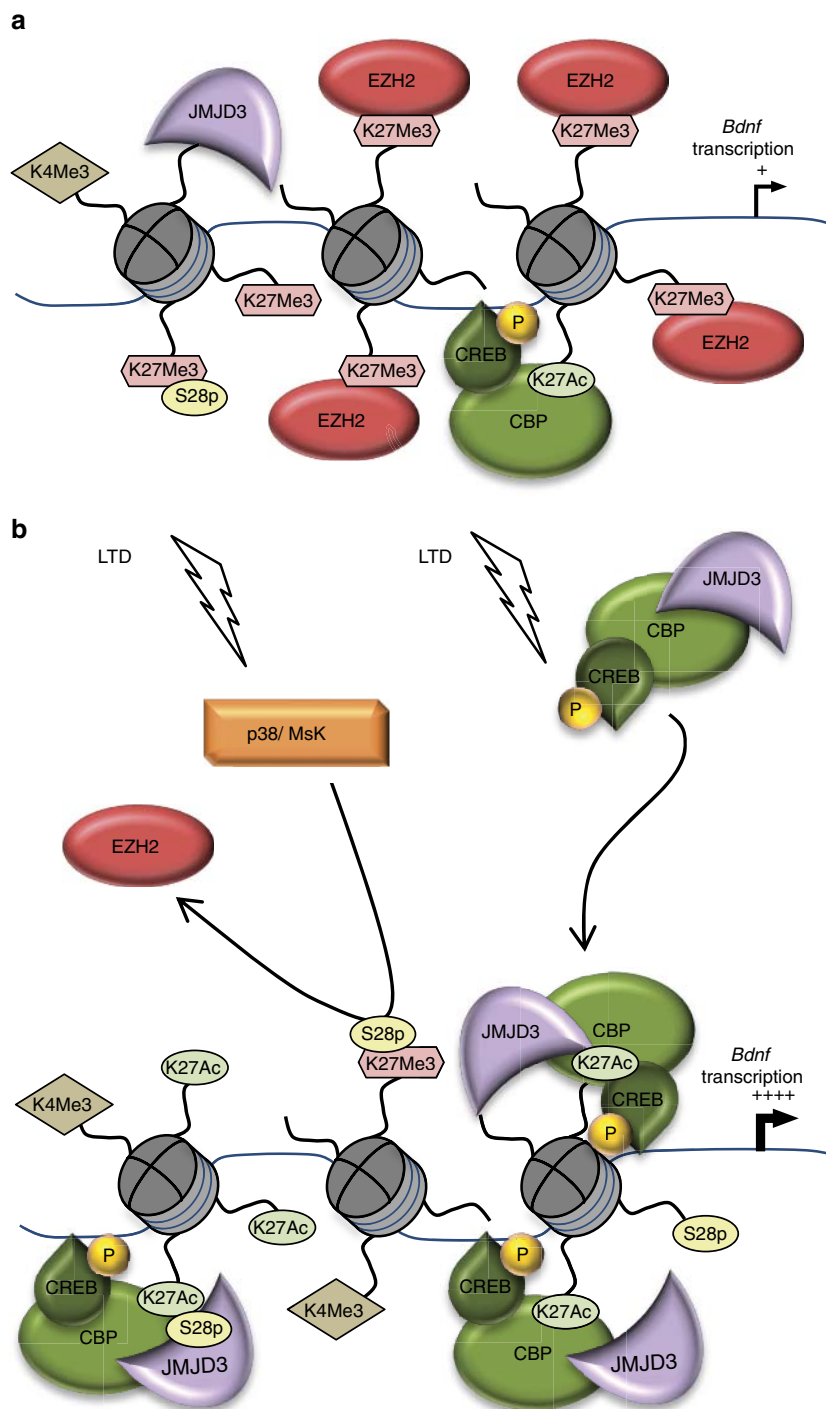 a
EZH2
EZH2
JMJD3
K27Me3
K27Me3
Bdnf
transcription
+
K4Me3
K27Me3
K27Me3
P
K27Me3
K27Me3
CREB
EZH2
S28p
K27Ac
EZH2
CBP
b
LTD
LTD
JMJD3
CBP
CREB
P
p38/ MsK
EZH2
S28p
JMJD3
CBP
K27Me3
K27Ac
K27Ac
Bdnf
transcription
++++
K4Me3
CREB
P
K27Ac
S28p
P
P
CREB
CREB
K27Ac
K4Me3
K27Ac
S28p
CBP
CBP
JMJD3
JMJD3